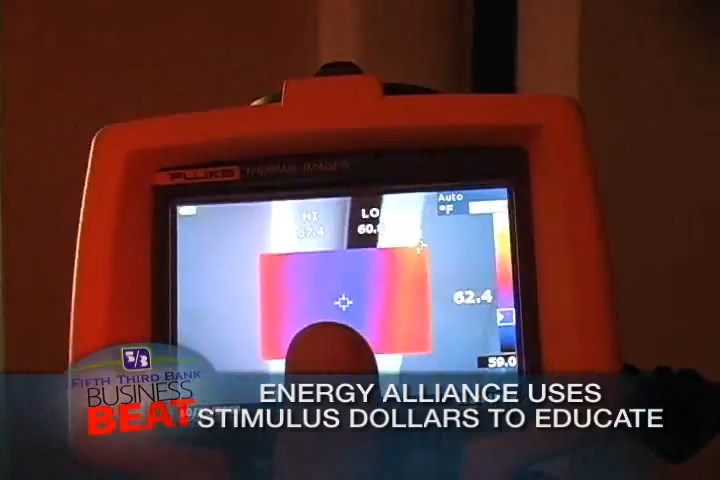 FLUKE THERMAL IMAGER
Auto
°F
HI
67.4
LO
62.4
59.0
5/3
FIFTH THIRD BANK
BUSINESS
BEAT
ENERGY ALLIANCE USES
STIMULUS DOLLARS TO EDUCATE